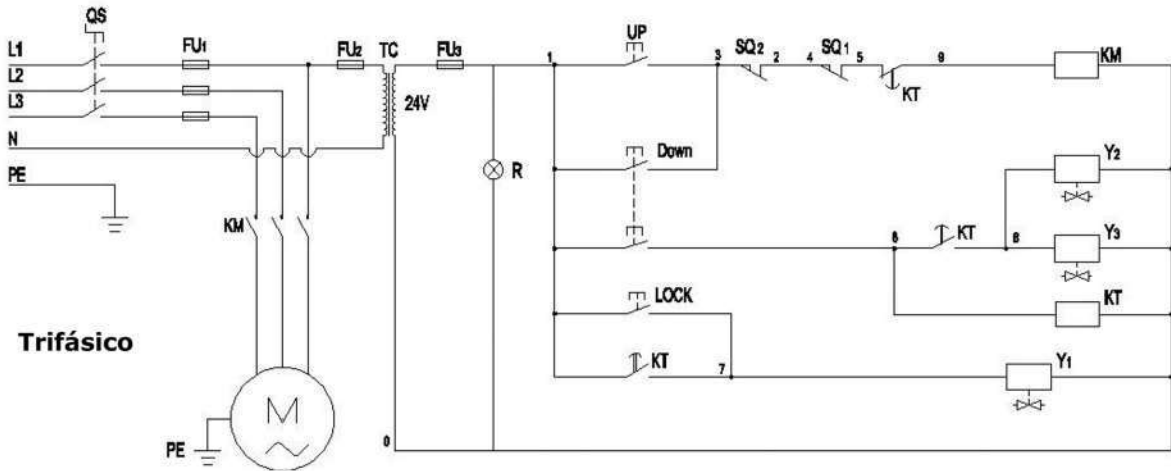 QS
L1
L2
L3
N
PE
FU1
FU2
TC
FU3
24V
R
1
UP
3
SQ2
2
4
SQ1
5
KT
9
KM
Down
Y2
6
KT
8
Y3
KM
LOCK
KT
Trifásico
KT
7
Y1
M
PE
0